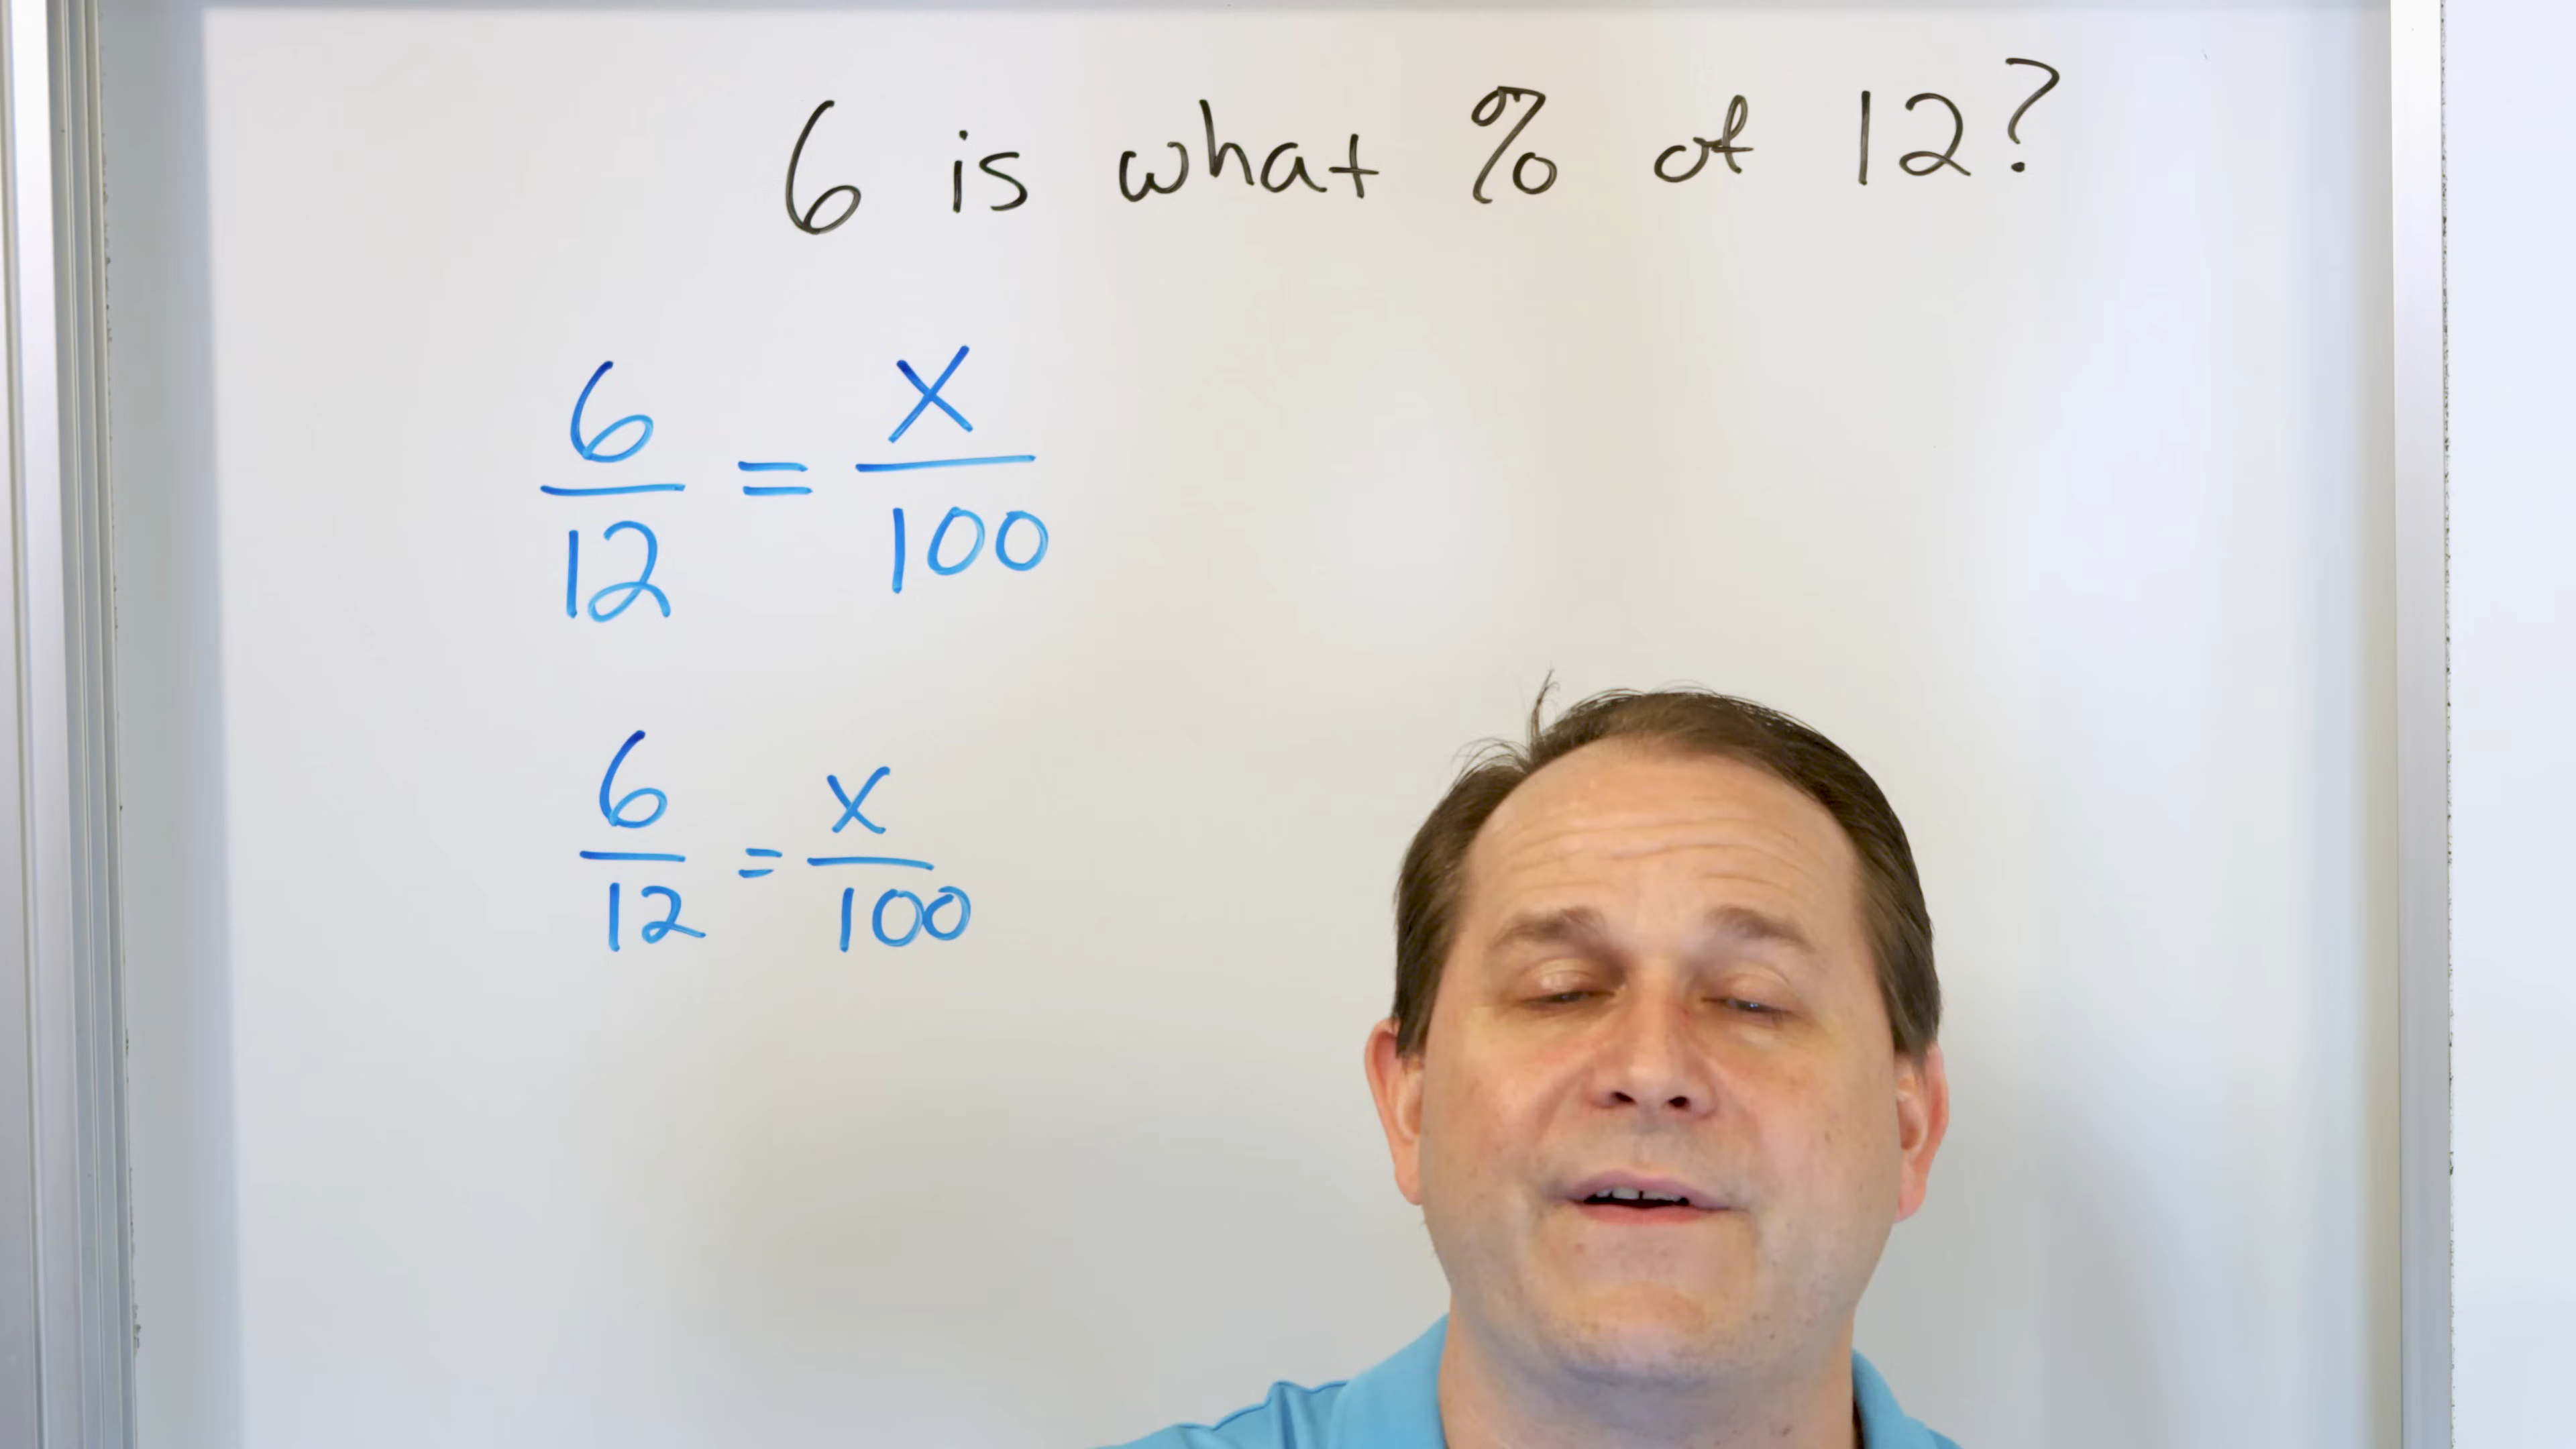 6 is what % of 12?
6/12 = x/100
6/12 = x/100